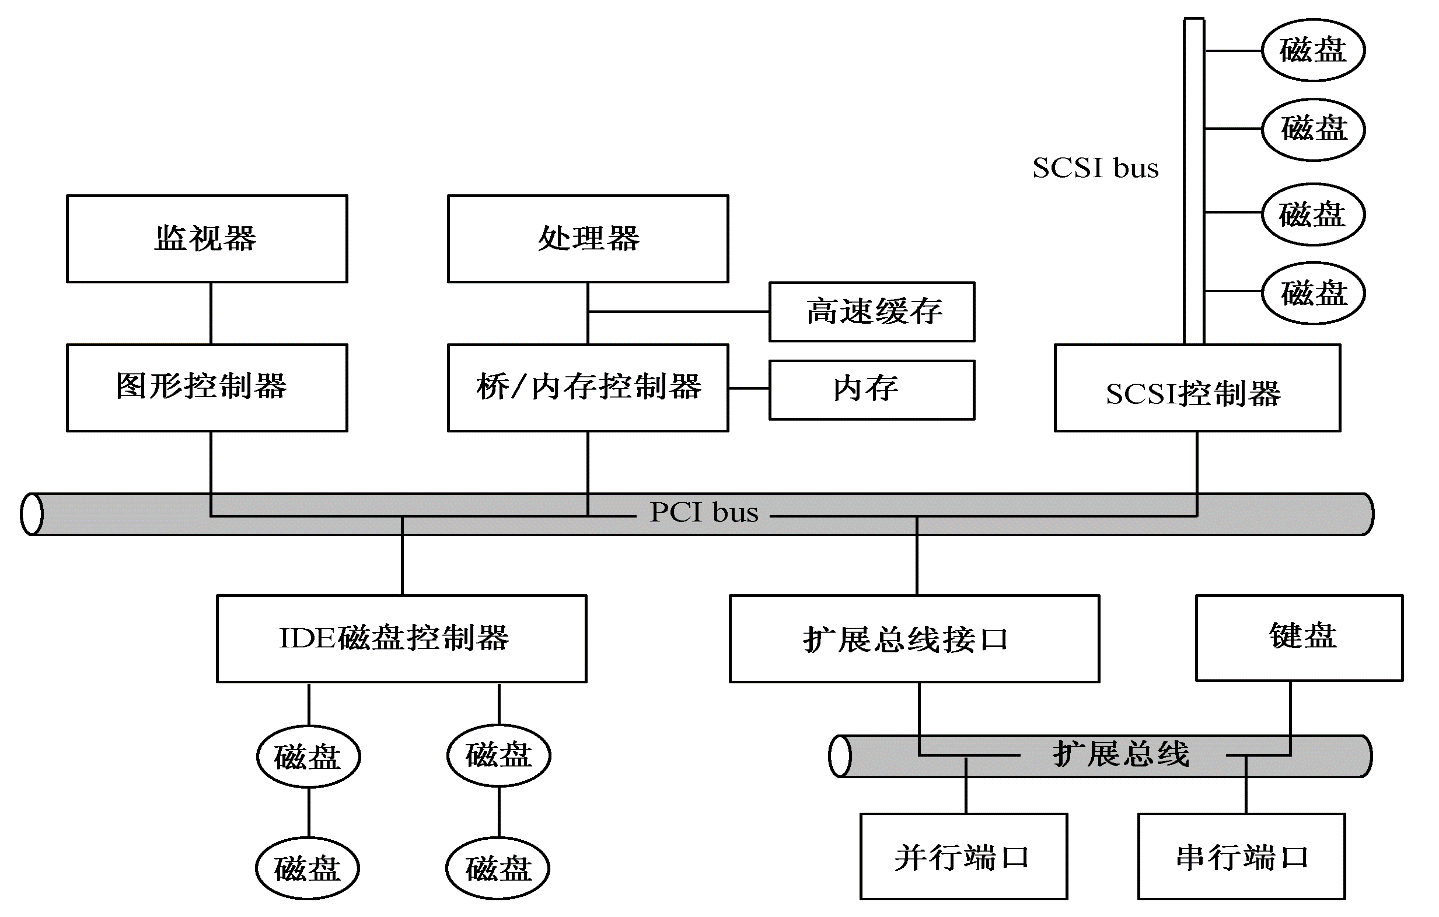 磁盘
磁盘
SCSI bus
磁盘
磁盘
监视器
处理器
高速缓存
图形控制器
桥/内存控制器
内存
SCSI控制器
PCI bus
IDE磁盘控制器
扩展总线接口
键盘
磁盘
磁盘
扩展总线
磁盘
磁盘
并行端口
串行端口